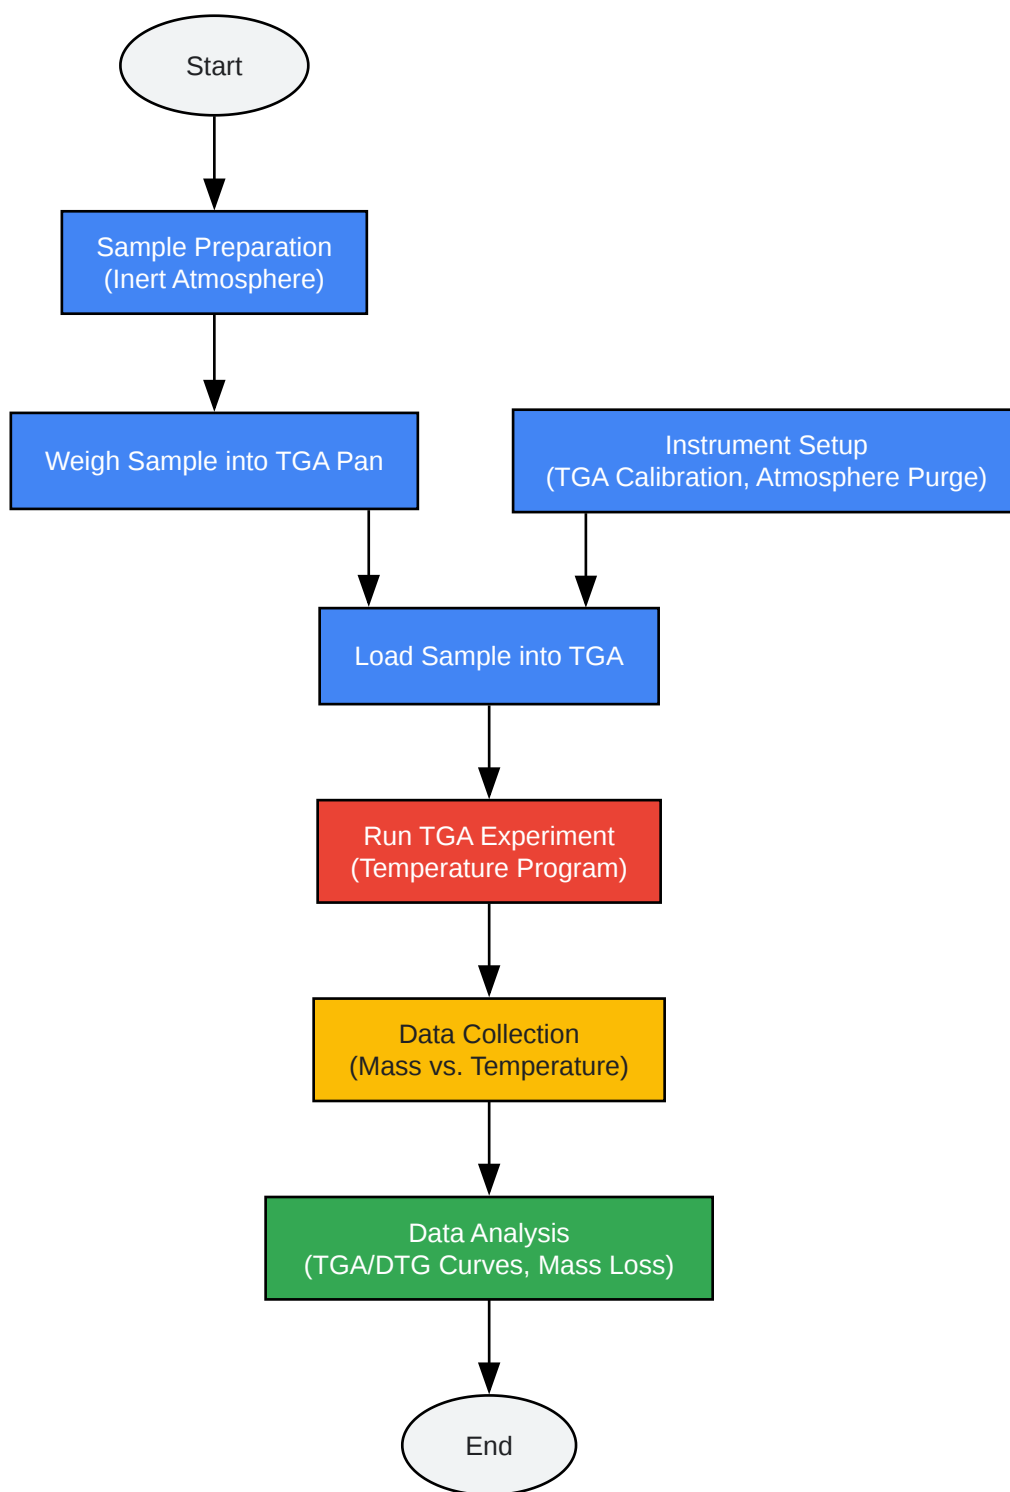 Start
Sample Preparation
(Inert Atmosphere)
Weigh Sample into TGA Pan
Instrument Setup
(TGA Calibration, Atmosphere Purge)
Load Sample into TGA
Run TGA Experiment
(Temperature Program)
Data Collection
(Mass vs. Temperature)
Data Analysis
(TGA/DTG Curves, Mass Loss)
End